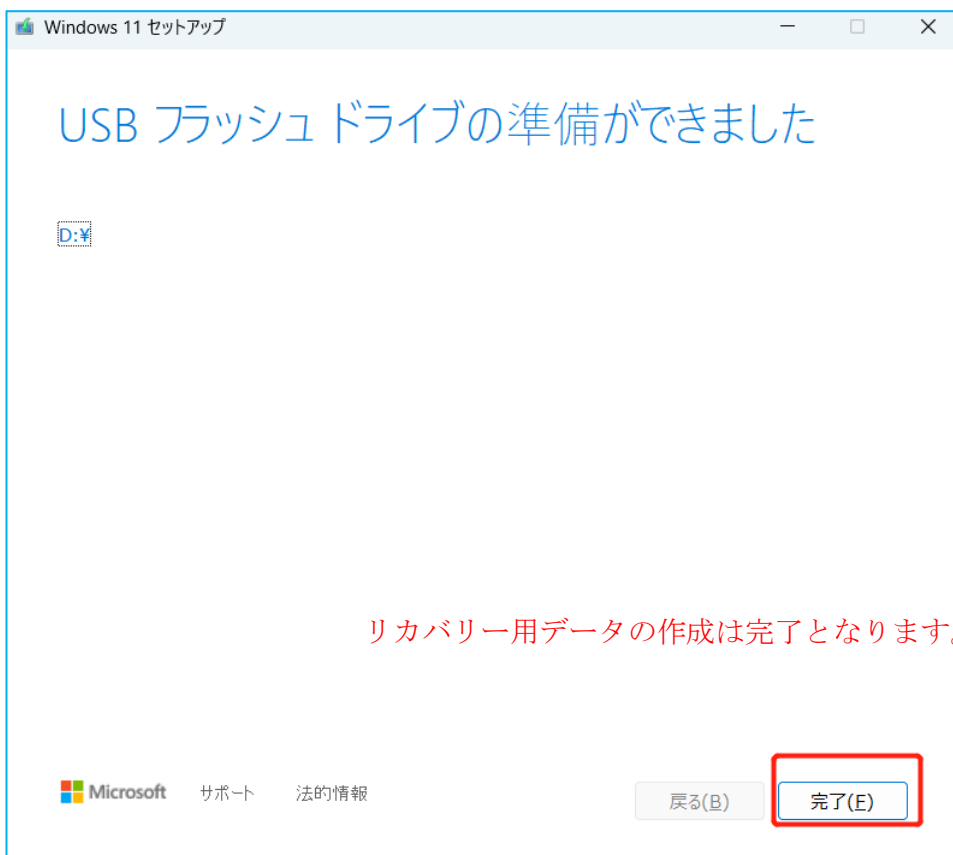 Windows 11 セットアップ
USB フラッシュ ドライブの準備ができました
D:¥
リカバリー用データの作成は完了となります。
Microsoft サポート 法的情報 戻る(B) 完了(F)